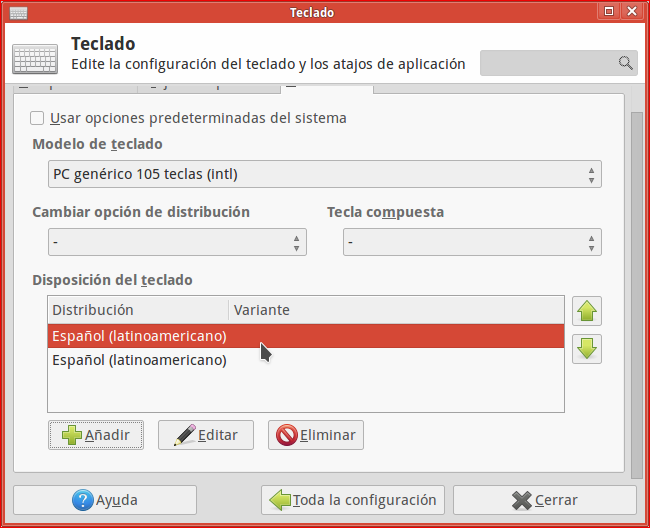 Teclado
Teclado
Edite la configuración del teclado y los atajos de aplicación
Usar opciones predeterminadas del sistema
Modelo de teclado
PC genérico 105 teclas (intl)
Cambiar opción de distribución Tecla compuesta
- -
Disposición del teclado
Distribución Variante
Español (latinoamericano)
Español (latinoamericano)
Añadir Editar Eliminar
Ayuda Toda la configuración Cerrar